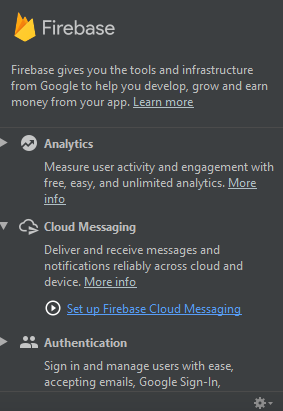 Firebase
Firebase gives you the tools and infrastructure
from Google to help you develop, grow and earn
money from your app. Learn more
Analytics
Measure user activity and engagement with
free, easy, and unlimited analytics. More
info
Cloud Messaging
Deliver and receive messages and
notifications reliably across cloud and
device. More info
Set up Firebase Cloud Messaging
Authentication
Sign in and manage users with ease,
accepting emails, Google Sign-In,